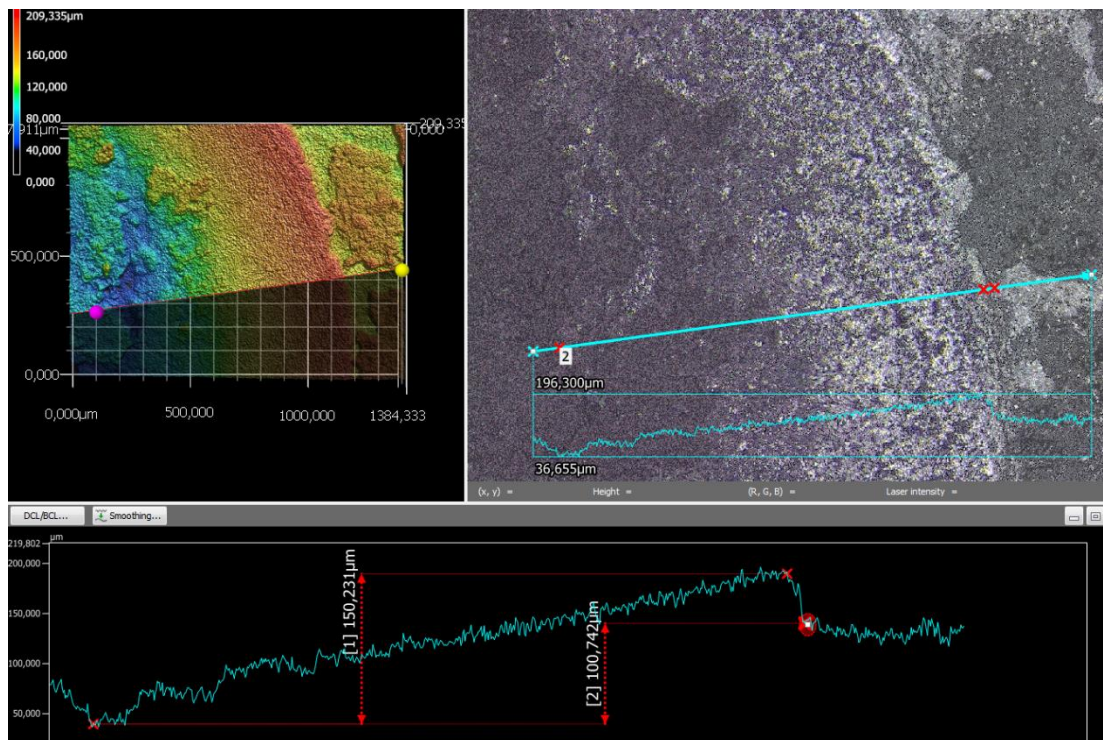 209,335µm
160,000
120,000
80,000
40,000
0,000
0,000
209,335
500,000
0,000
0,000µm
500,000
1000,000
1384,333
2
196,300µm
36,655µm
(x, y) =
Height =
(R, G, B) =
Laser intensity =
DCL/BCL...
Smoothing...
µm
219,802
200,000
150,000
100,000
50,000
[1] 150,231µm
[2] 100,742µm